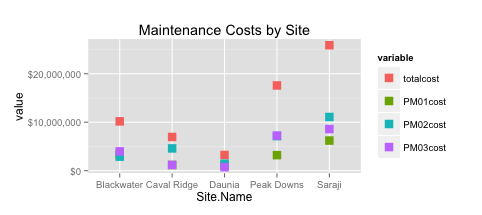 Maintenance Costs by Site
value
$20,000,000
$10,000,000
$0
Blackwater Caval Ridge Daunia Peak Downs Saraji
Site.Name
variable
totalcost
PM01cost
PM02cost
PM03cost